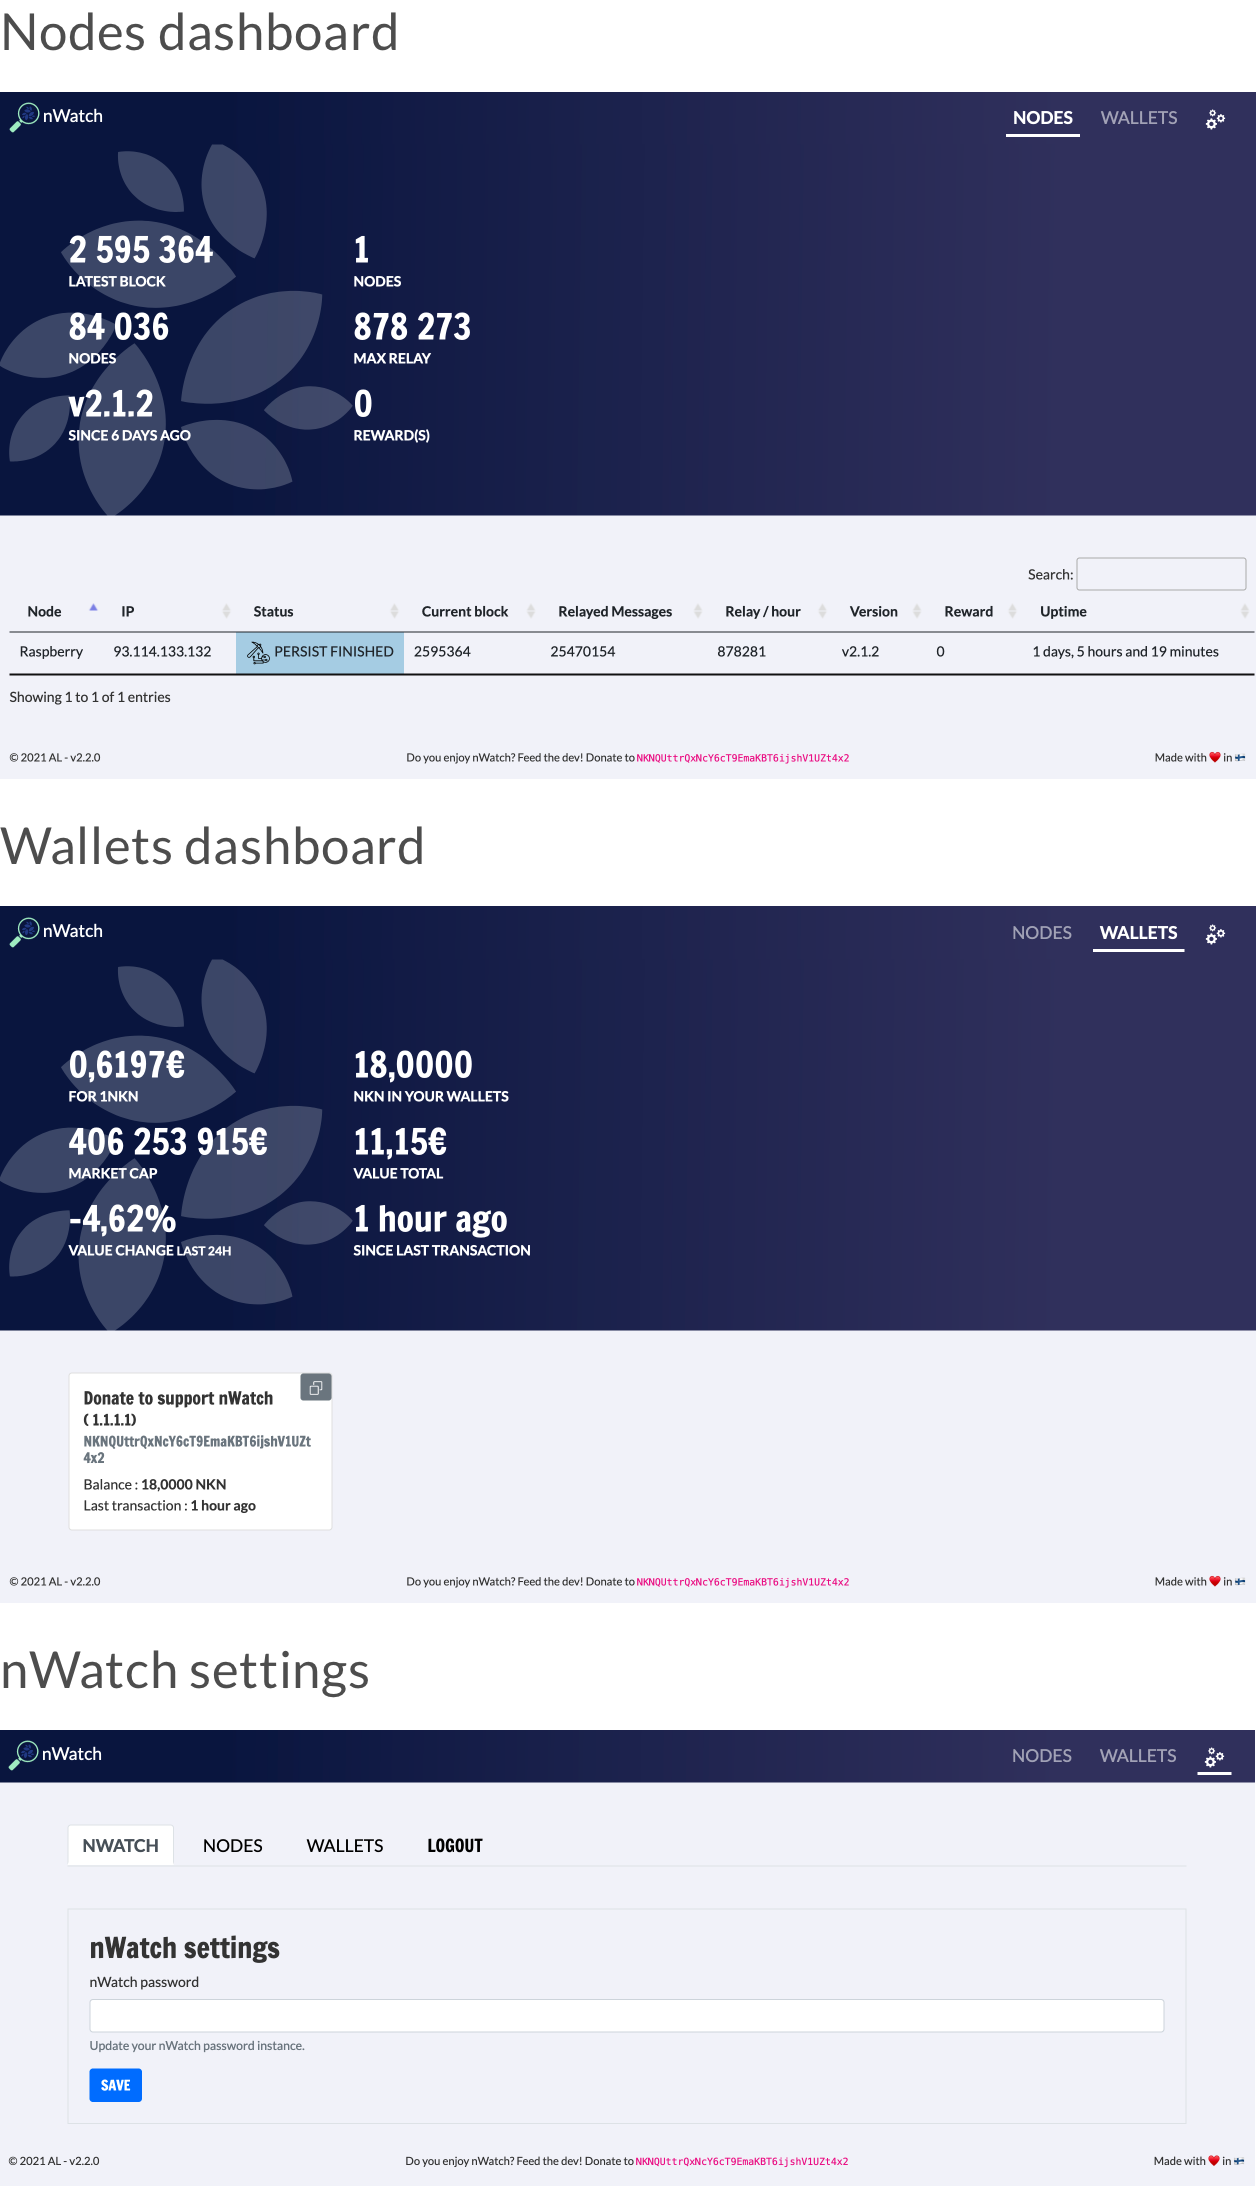 Nodes dashboard
nWatch
NODES WALLETS
2 595 364
LATEST BLOCK
1
NODES
84 036
NODES
878 273
MAX RELAY
v2.1.2
SINCE 6 DAYS AGO
0
REWARD(S)
Search:
Node IP Status Current block Relayed Messages Relay / hour Version Reward Uptime
Raspberry 93.114.133.132 PERSIST FINISHED 2595364 25470154 878281 v2.1.2 0 1 days, 5 hours and 19 minutes
Showing 1 to 1 of 1 entries
© 2021 AL - v2.2.0 Do you enjoy nWatch? Feed the dev! Donate to NKNQUttrQxNcY6cT9EmaKBT6ijshV1UZt4x2 Made with ❤️ in 🇫🇮
Wallets dashboard
nWatch
NODES WALLETS
0,6197€
FOR 1NKN
18,0000
NKN IN YOUR WALLETS
406 253 915€
MARKET CAP
11,15€
VALUE TOTAL
-4,62%
VALUE CHANGE LAST 24H
1 hour ago
SINCE LAST TRANSACTION
Donate to support nWatch
( 1.1.1.1)
NKNQUttrQxNcY6cT9EmaKBT6ijshV1UZt
4x2
Balance : 18,0000 NKN
Last transaction : 1 hour ago
© 2021 AL - v2.2.0 Do you enjoy nWatch? Feed the dev! Donate to NKNQUttrQxNcY6cT9EmaKBT6ijshV1UZt4x2 Made with ❤️ in 🇫🇮
nWatch settings
nWatch
NODES WALLETS
NWATCH NODES WALLETS LOGOUT
nWatch settings
nWatch password
Update your nWatch password instance.
SAVE
© 2021 AL - v2.2.0 Do you enjoy nWatch? Feed the dev! Donate to NKNQUttrQxNcY6cT9EmaKBT6ijshV1UZt4x2 Made with ❤️ in 🇫🇮